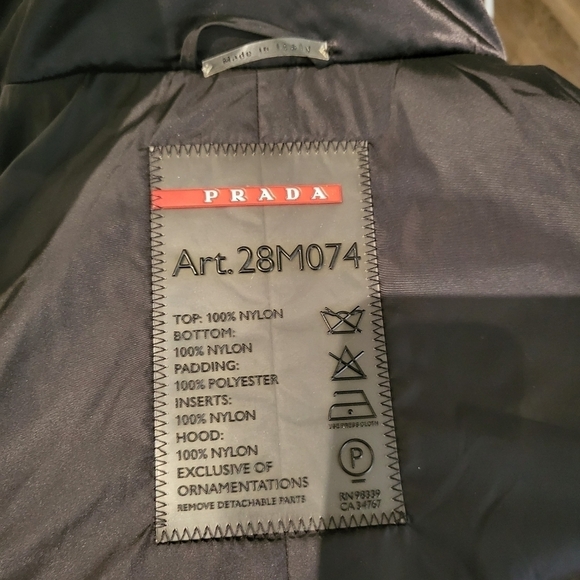 Made in Italy
PRADA
Art. 28M074
TOP: 100% NYLON
BOTTOM:
100% NYLON
PADDING:
100% POLYESTER
INSERTS:
100% NYLON
HOOD:
100% NYLON
EXCLUSIVE OF
ORNAMENTATIONS
REMOVE DETACHABLE PARTS
P
RN98339
CA34767